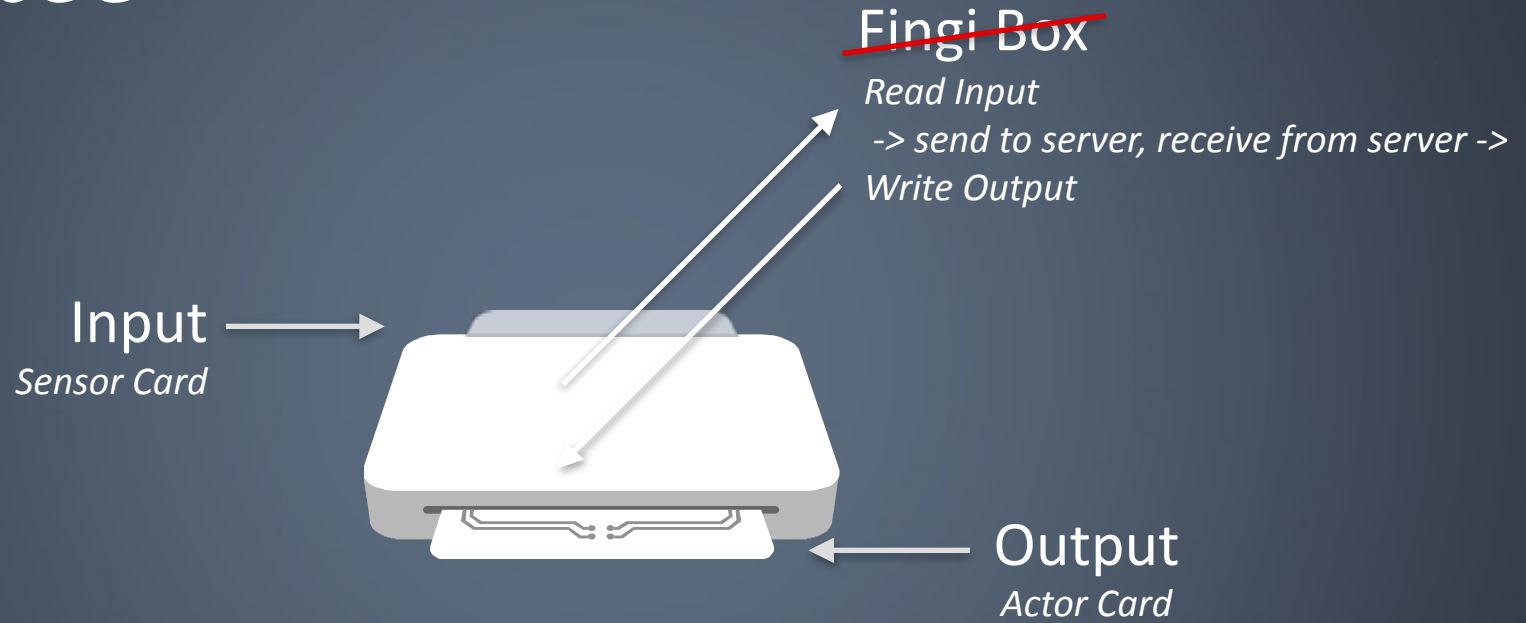 Fingi Box
Read Input
-> send to server, receive from server ->
Write Output
Input
Sensor Card
Output
Actor Card